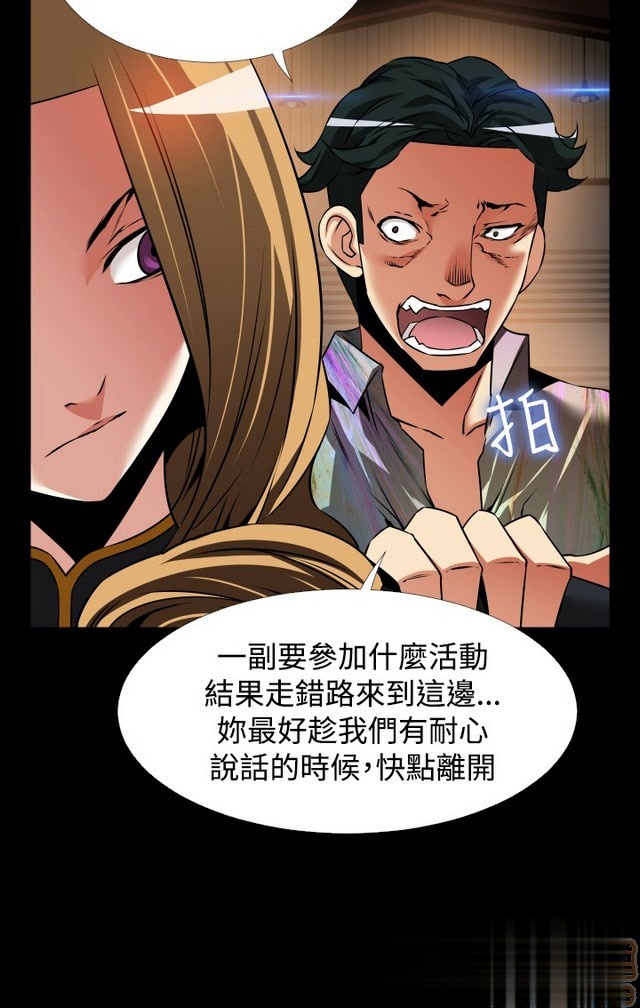 拍
一副要參加什麼活動
結果走錯路來到這邊...
妳最好趁我們有耐心
說話的時候,快點離開